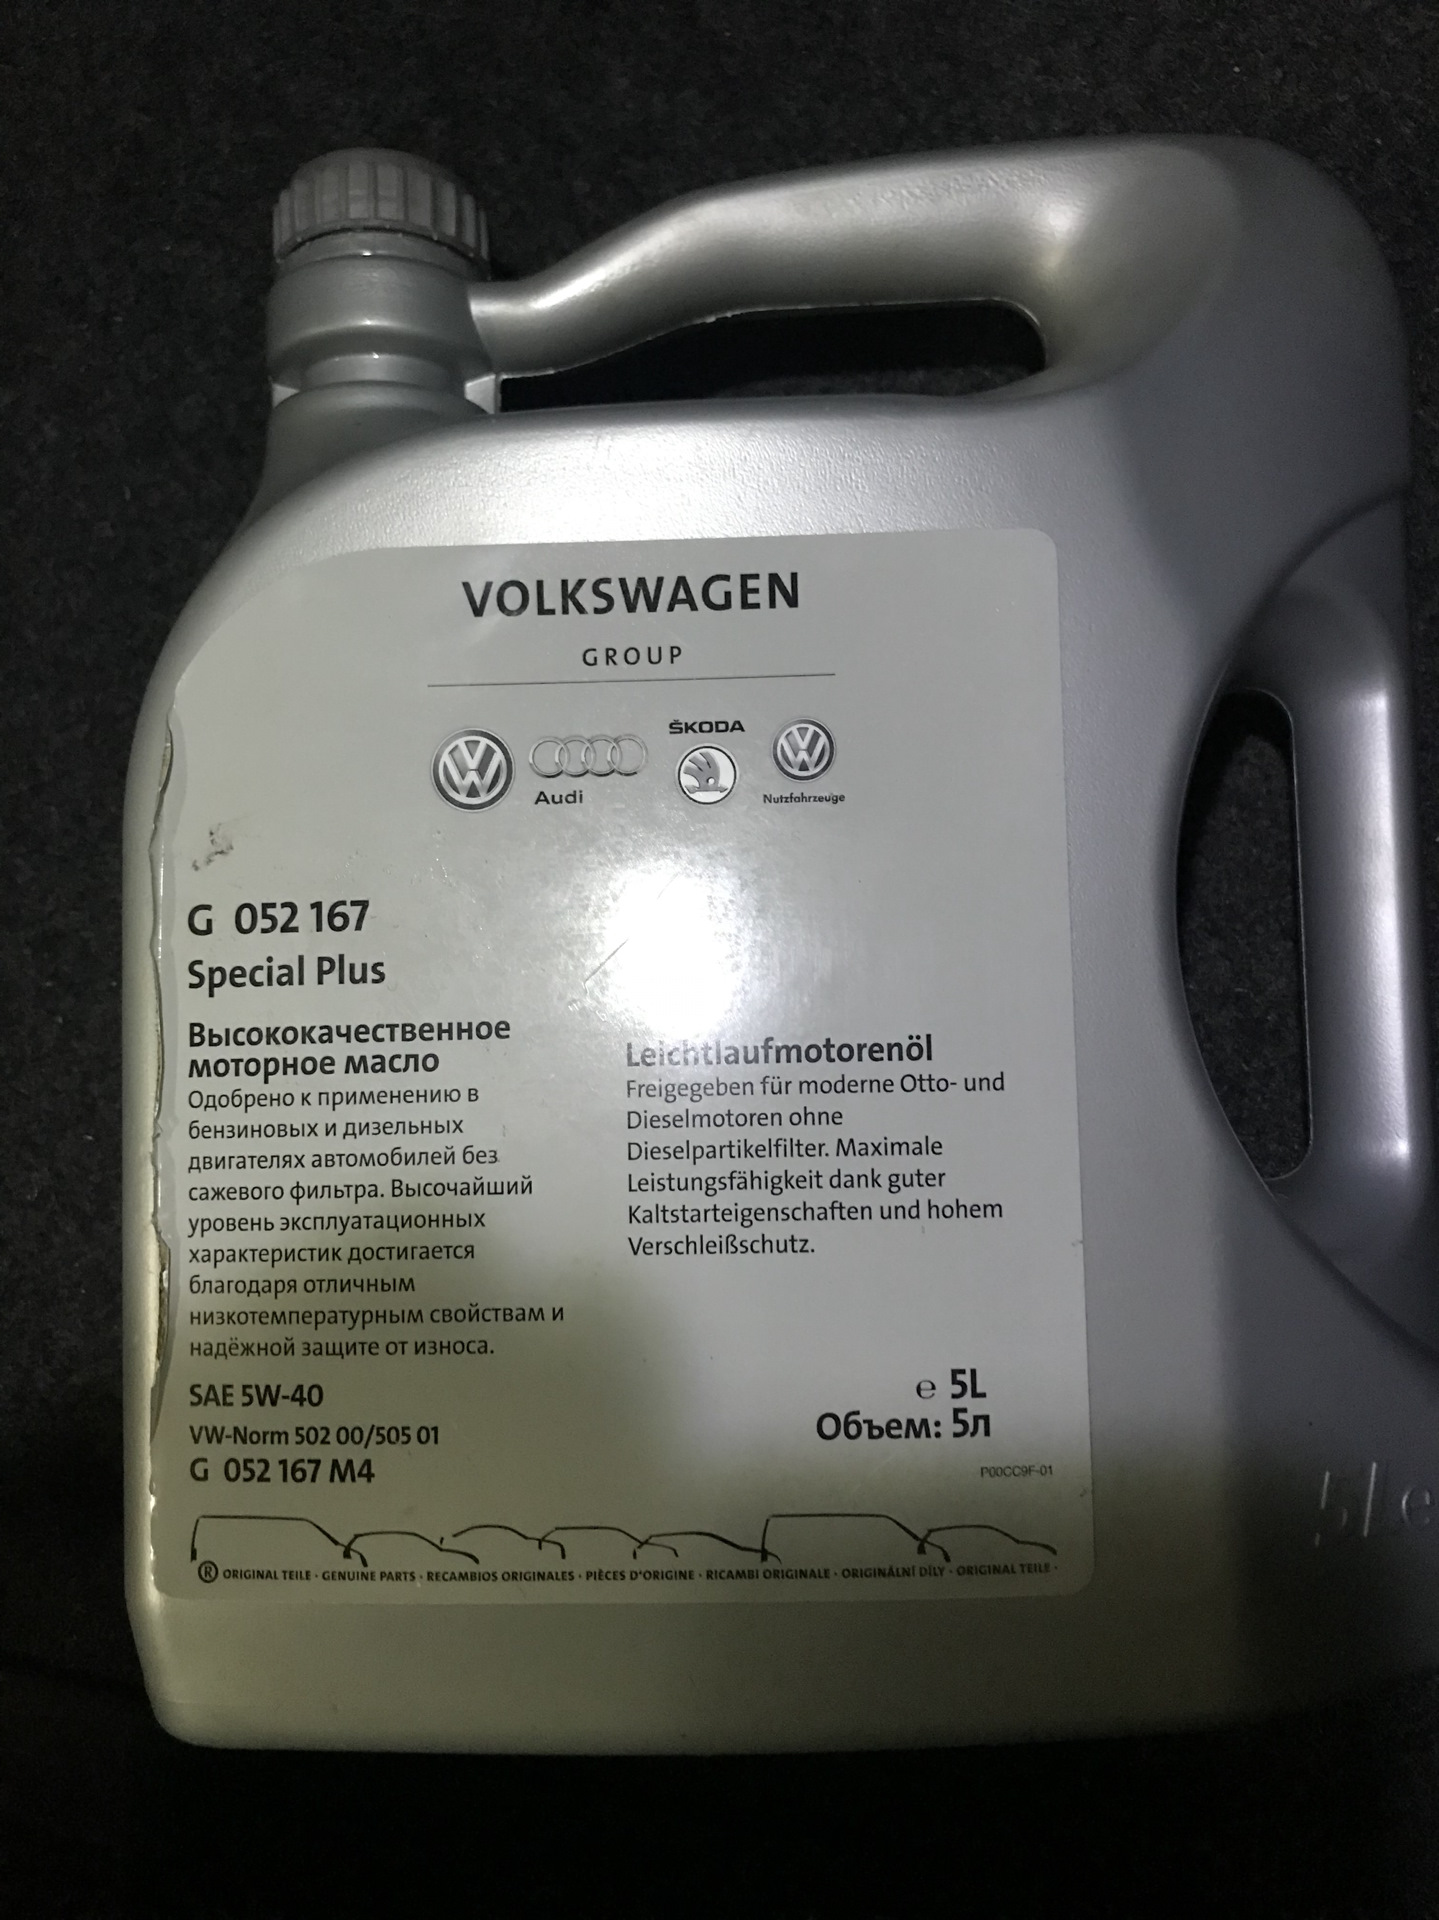 VOLKSWAGEN
GROUP
ŠKODA
Audi
Nutzfahrzeuge
G 052 167
Special Plus
Высококачественное
моторное масло
Одобрено к применению в
бензиновых и дизельных
двигателях автомобилей без
сажевого фильтра. Высочайший
уровень эксплуатационных
характеристик достигается
благодаря отличным
низкотемпературным свойствам и
надёжной защите от износа.
Leichtlaufmotorenöl
Freigegeben für moderne Otto- und
Dieselmotoren ohne
Dieselpartikelfilter. Maximale
Leistungsfähigkeit dank guter
Kaltstarteigenschaften und hohem
Verschleißschutz.
SAE 5W-40
VW-Norm 502 00/505 01
G 052 167 M4
e 5L
Объем: 5л
P00CC9F-01
5l e
® ORIGINAL TEILE · GENUINE PARTS · RECAMBIOS ORIGINALES · PIÈCES D'ORIGINE · RICAMBI ORIGINALE · ORIGINÁLNÍ DÍLY · ORIGINAL TEILE ·